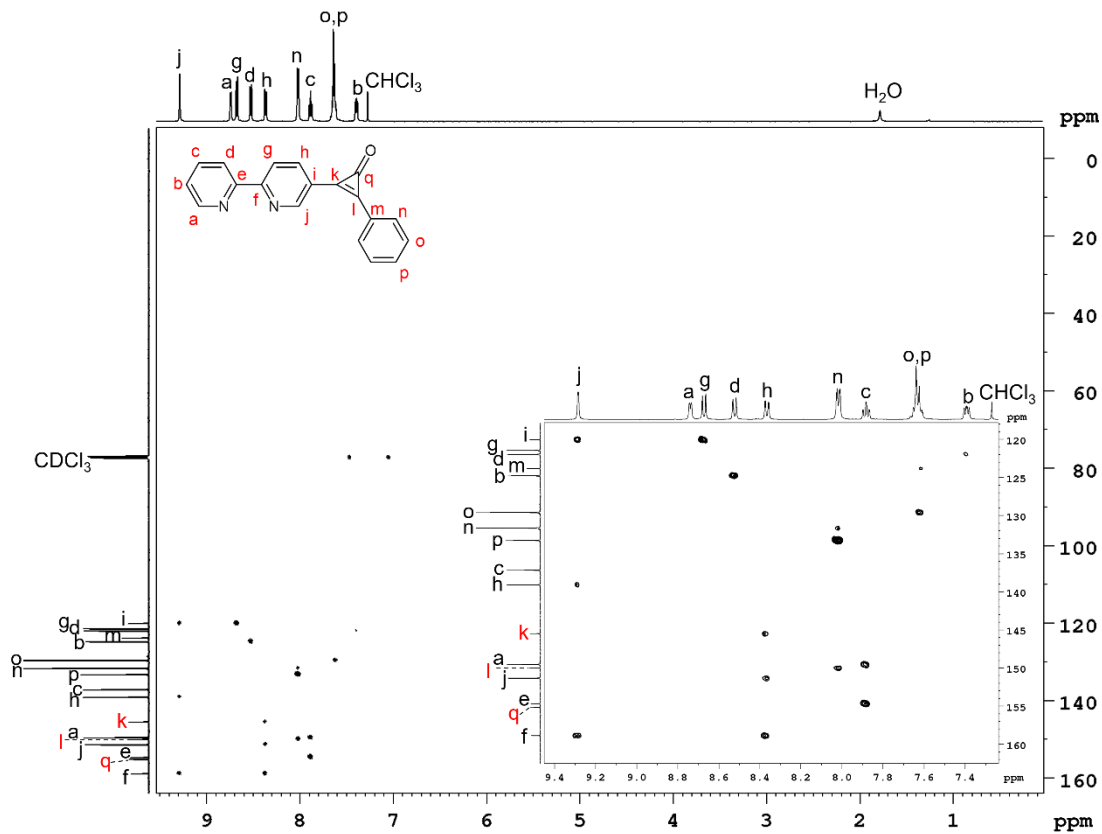 o,p
j
g
a
d
h
n
c
b
CHCl3
H2O
ppm
c
d
g
h
O
b
e
f
i
k
q
a
N
N
j
l
m
n
o
p
0
20
40
60
80
100
120
140
160
CDCl3
g
d
i
b
m
o
n
p
c
h
k
a
l
j
e
q
f
o,p
j
a
g
d
h
n
c
b
CHCl3
ppm
i
g
d
m
b
o
n
p
c
h
k
a
l
j
e
q
f
120
125
130
135
140
145
150
155
160
9.4 9.2 9.0 8.8 8.6 8.4 8.2 8.0 7.8 7.6 7.4 ppm
9 8 7 6 5 4 3 2 1 ppm